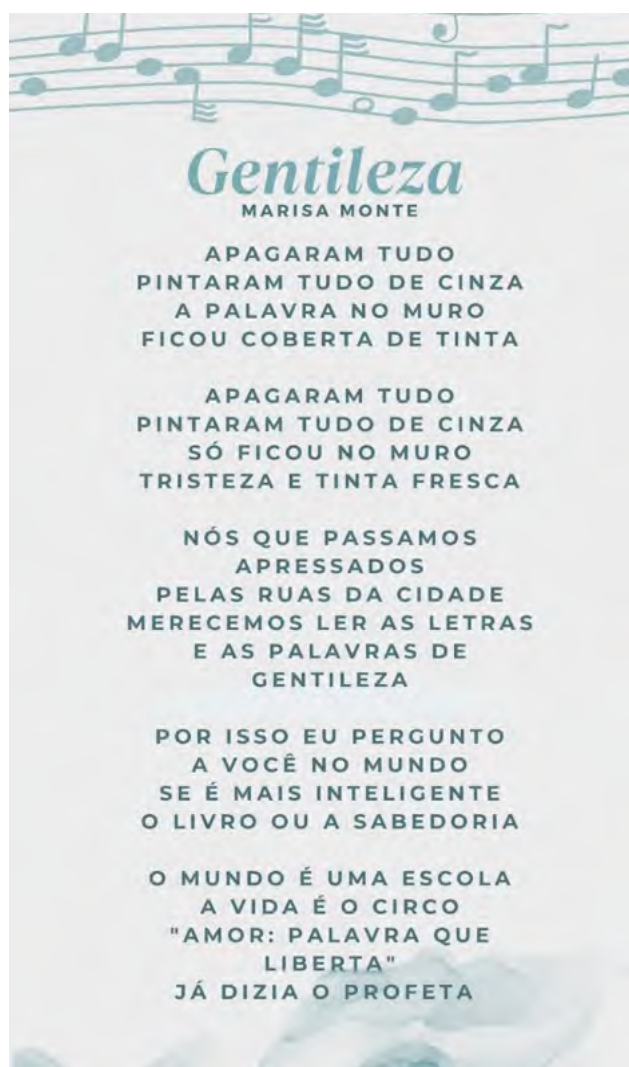 Gentileza
MARISA MONTE
APAGARAM TUDO
PINTARAM TUDO DE CINZA
A PALAVRA NO MURO
FICOU COBERTA DE TINTA
APAGARAM TUDO
PINTARAM TUDO DE CINZA
SÓ FICOU NO MURO
TRISTEZA E TINTA FRESCA
NÓS QUE PASSAMOS
APRESSADOS
PELAS RUAS DA CIDADE
MERECEMOS LER AS LETRAS
E AS PALAVRAS DE
GENTILEZA
POR ISSO EU PERGUNTO
A VOCÊ NO MUNDO
SE É MAIS INTELIGENTE
O LIVRO OU A SABEDORIA
O MUNDO É UMA ESCOLA
A VIDA É O CIRCO
"AMOR: PALAVRA QUE
LIBERTA"
JÁ DIZIA O PROFETA